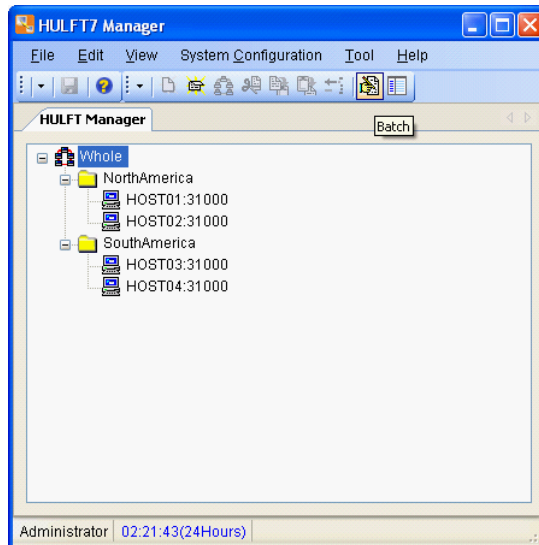 HULFT7 Manager
File Edit View System Configuration Tool Help
HULFT Manager
Batch
Whole
NorthAmerica
HOST01:31000
HOST02:31000
SouthAmerica
HOST03:31000
HOST04:31000
Administrator 02:21:43(24Hours)